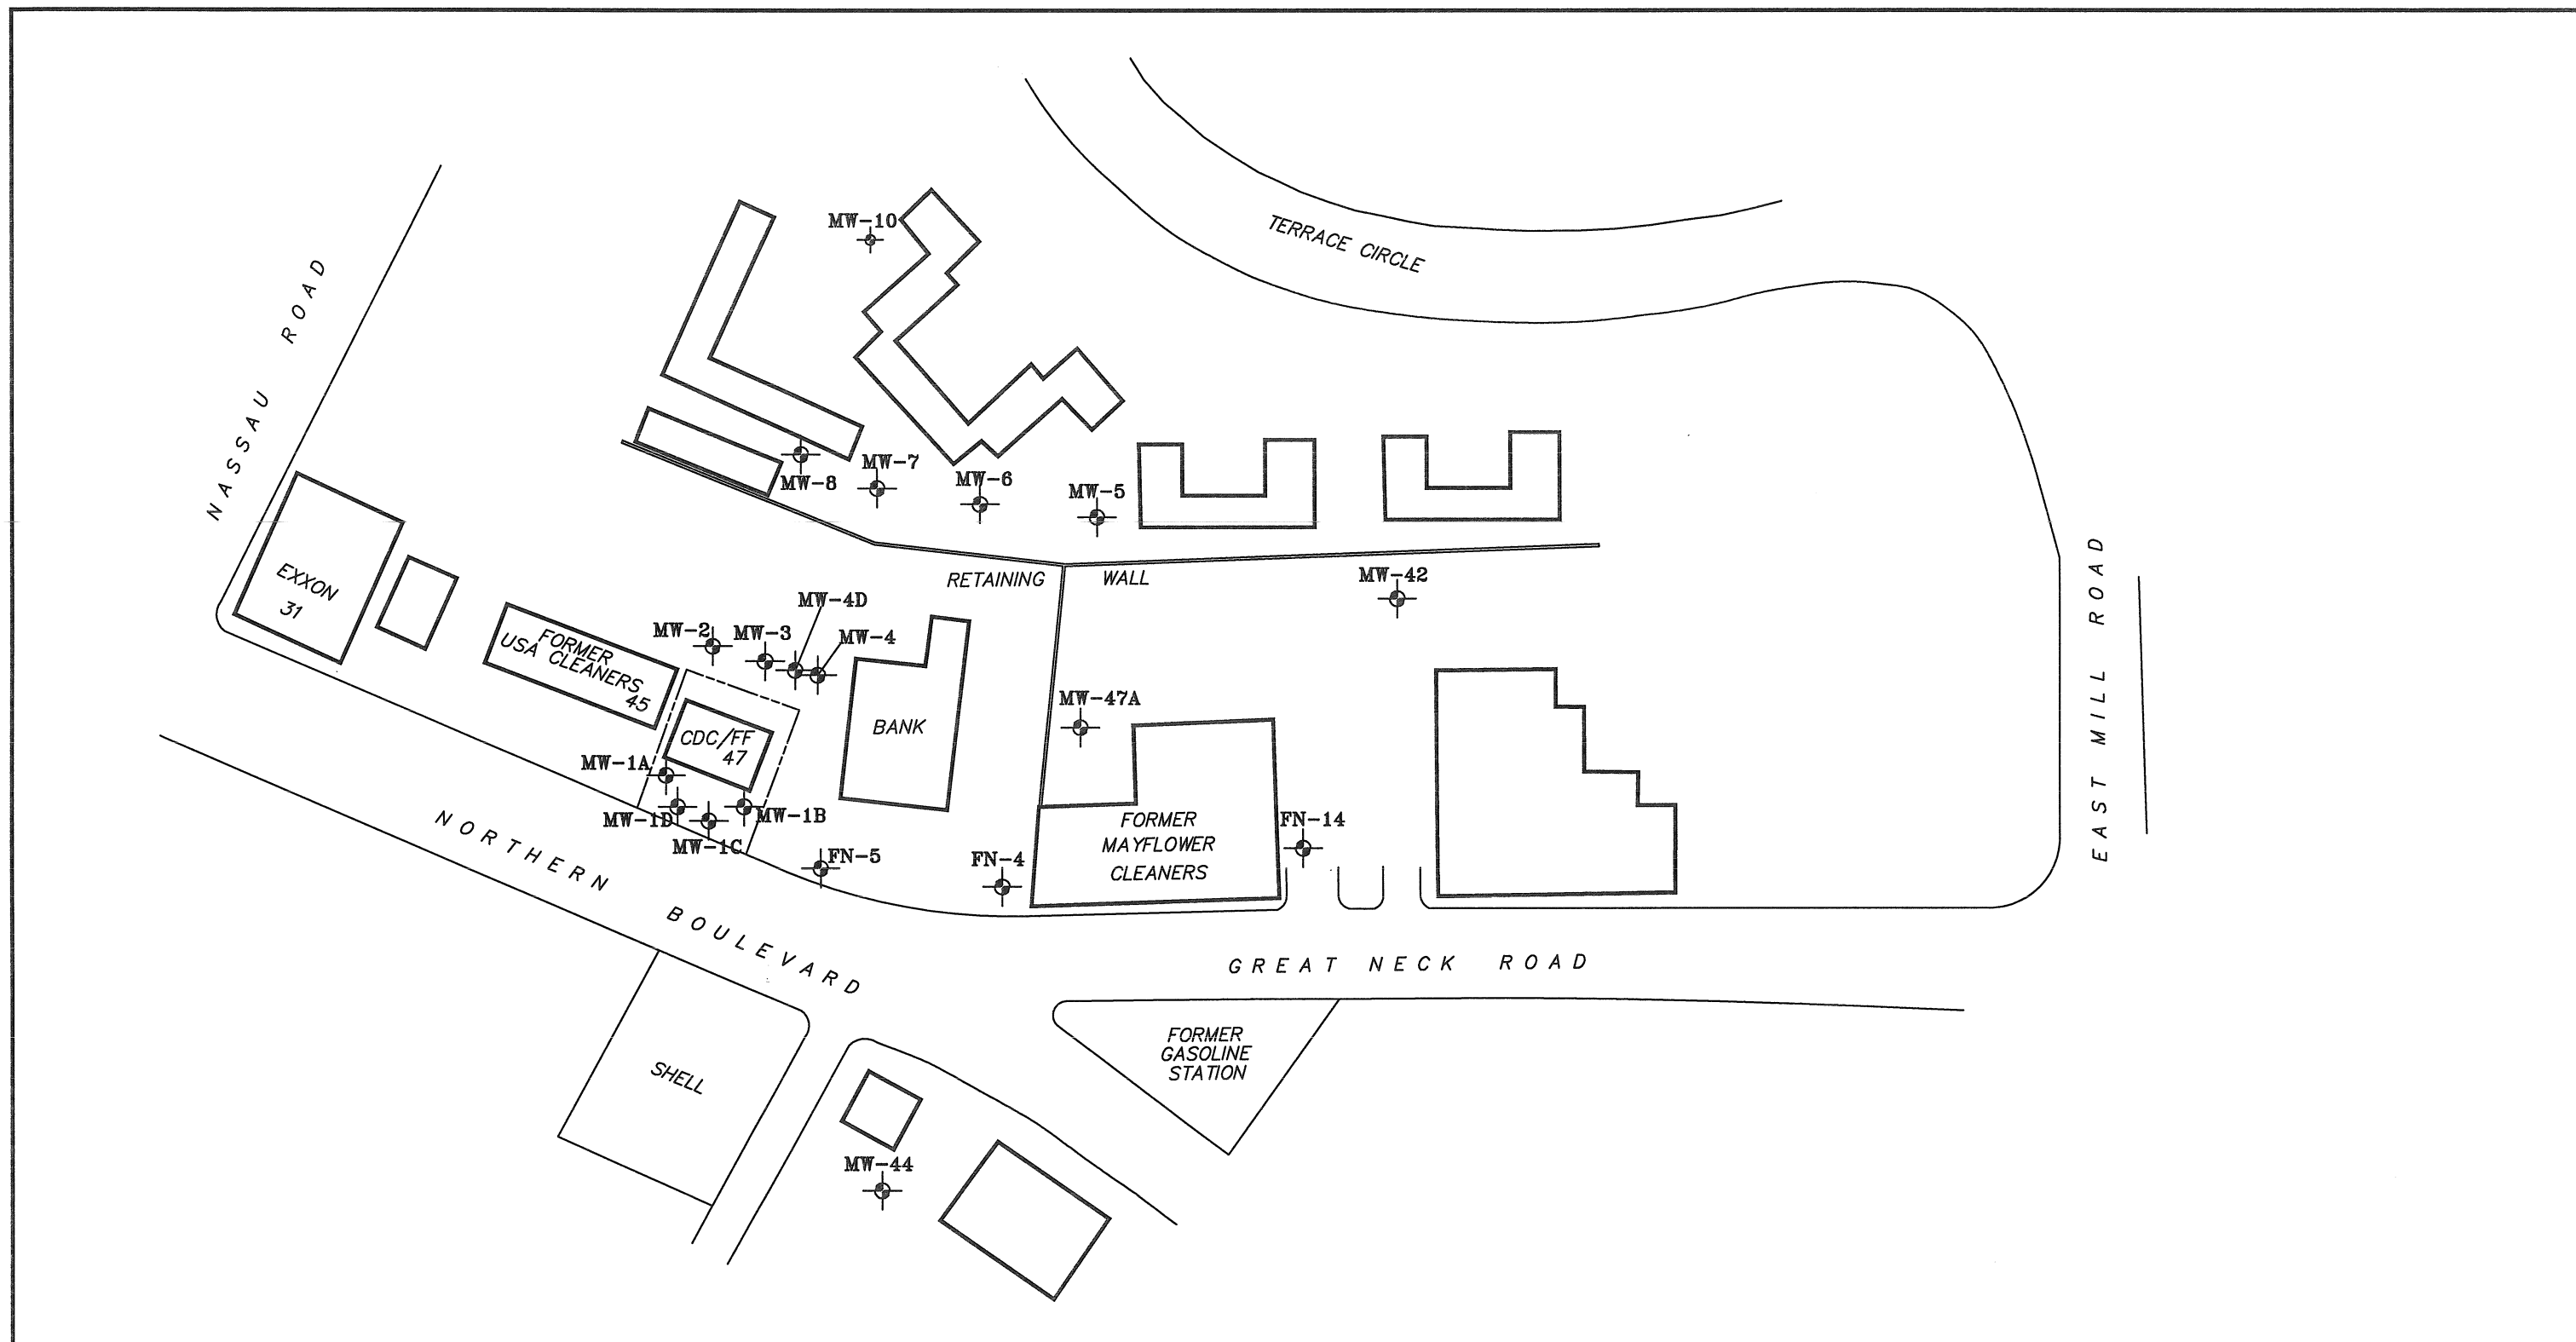 MW-10
TERRACE CIRCLE
NASSAU ROAD
MW-8
MW-7
MW-6
MW-5
RETAINING WALL
MW-42
EXXON
31
FORMER
USA CLEANERS
45
MW-2
MW-3
MW-4D
MW-4
CDC/FF
47
BANK
MW-47A
MW-1A
MW-1D
MW-1C
MW-1B
FN-5
FN-4
FORMER
MAYFLOWER
CLEANERS
FN-14
EAST MILL ROAD
NORTHERN BOULEVARD
GREAT NECK ROAD
SHELL
FORMER
GASOLINE
STATION
MW-44